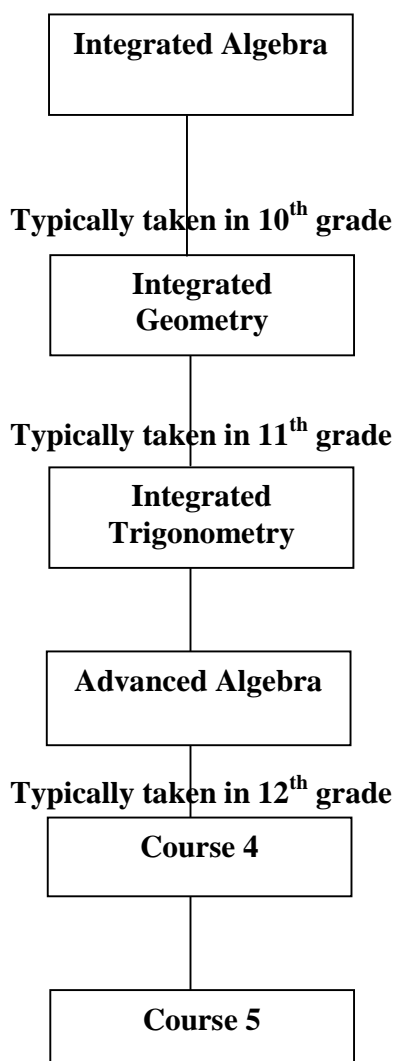 Integrated Algebra
Typically taken in 10th grade
Integrated
Geometry
Typically taken in 11th grade
Integrated
Trigonometry
Advanced Algebra
Typically taken in 12th grade
Course 4
Course 5